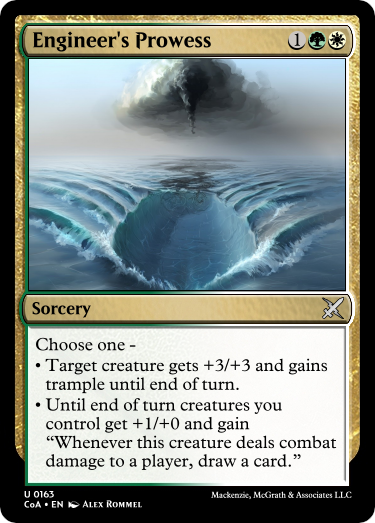 Engineer's Prowess 1
Sorcery
Choose one -
• Target creature gets +3/+3 and gains
trample until end of turn.
• Until end of turn creatures you
control get +1/+0 and gain
“Whenever this creature deals combat
damage to a player, draw a card.”
U 0163
CoA • EN Alex Rommel
Mackenzie, McGrath & Associates LLC